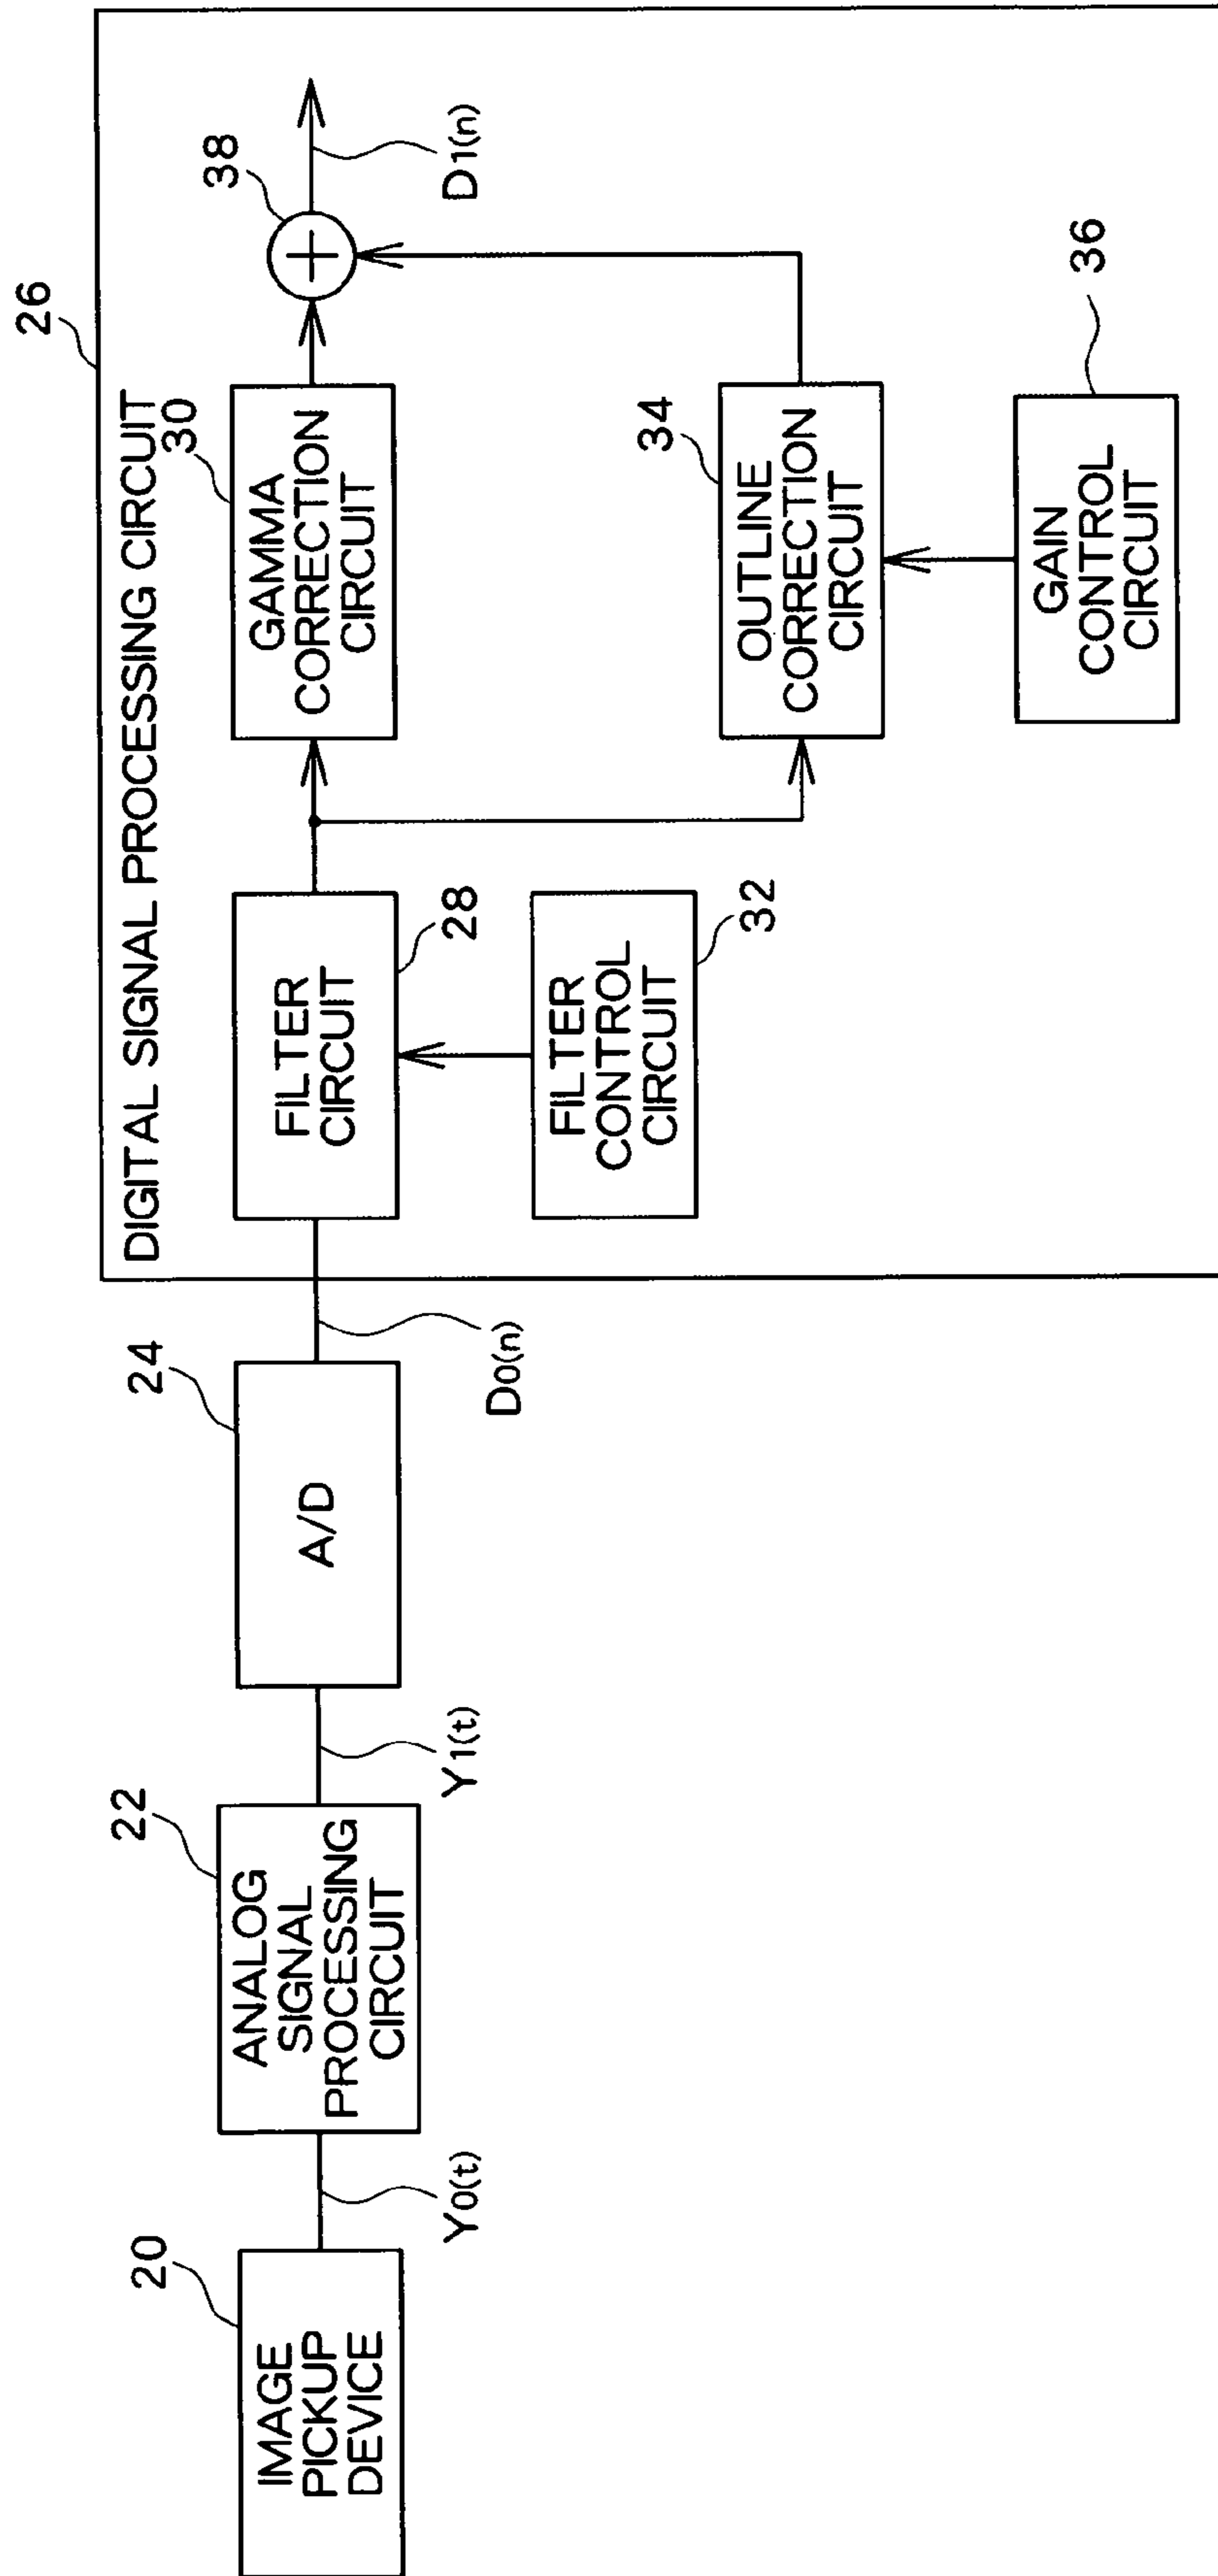 26
DIGITAL SIGNAL PROCESSING CIRCUIT
20
IMAGE
PICKUP
DEVICE
Y0(t)
22
ANALOG
SIGNAL
PROCESSING
CIRCUIT
Y1(t)
24
A/D
D0(n)
FILTER
CIRCUIT
28
FILTER
CONTROL
CIRCUIT
32
30
GAMMA
CORRECTION
CIRCUIT
34
OUTLINE
CORRECTION
CIRCUIT
GAIN
CONTROL
CIRCUIT
36
38
D1(n)